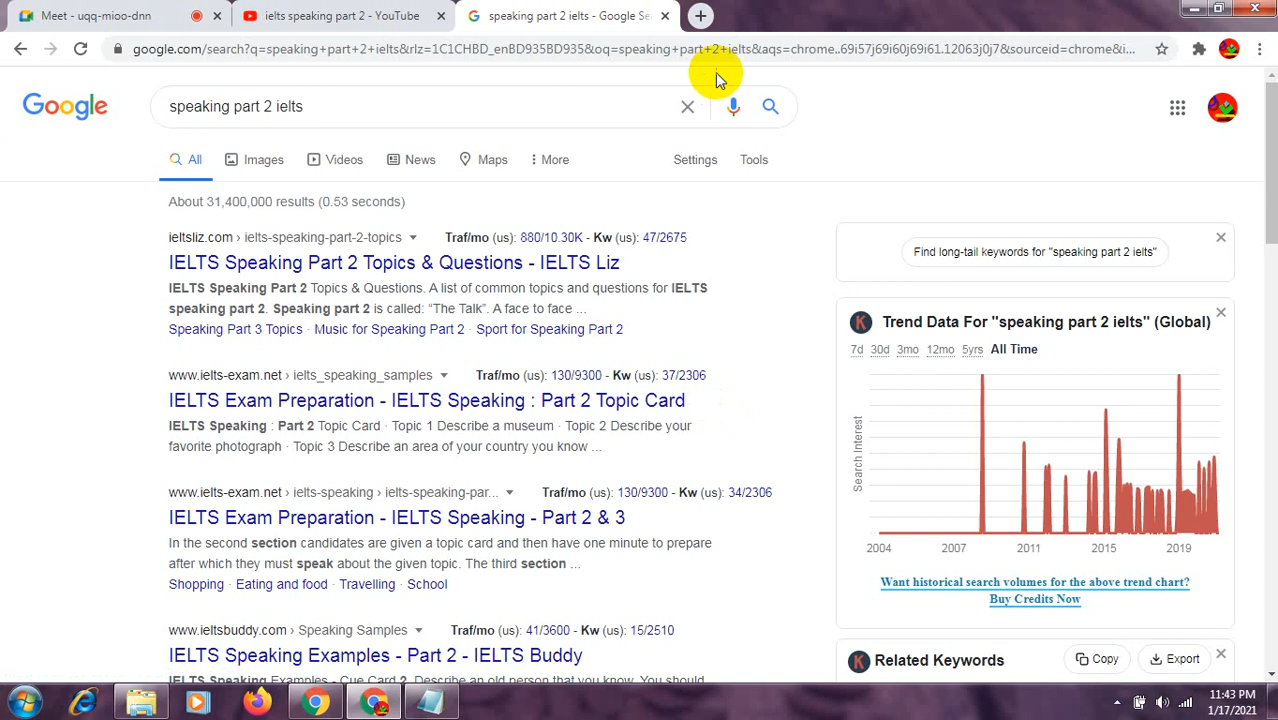 Meet - uqq-mioo-dnn
ielts speaking part 2 - YouTube
speaking part 2 ielts - Google Se
google.com/search?q=speaking+part+2+ielts&rlz=1C1CHBD_enBD935BD935&oq=speaking+part+2+ielts&aqs=chrome..69i57j69i60j69i61.12063j0j7&sourceid=chrome&i...
Google
speaking part 2 ielts
All Images Videos News Maps More Settings Tools
About 31,400,000 results (0.53 seconds)
ieltsliz.com › ielts-speaking-part-2-topics Traf/mo (us): 880/10.30K - Kw (us): 47/2675
IELTS Speaking Part 2 Topics & Questions - IELTS Liz
IELTS Speaking Part 2 Topics & Questions. A list of common topics and questions for IELTS
speaking part 2. Speaking part 2 is called: “The Talk”. A face to face ...
Speaking Part 3 Topics · Music for Speaking Part 2 · Sport for Speaking Part 2
www.ielts-exam.net › ielts_speaking_samples Traf/mo (us): 130/9300 - Kw (us): 37/2306
IELTS Exam Preparation - IELTS Speaking : Part 2 Topic Card
IELTS Speaking : Part 2 Topic Card · Topic 1 Describe a museum · Topic 2 Describe your
favorite photograph · Topic 3 Describe an area of your country you know ...
www.ielts-exam.net › ielts-speaking › ielts-speaking-par... Traf/mo (us): 130/9300 - Kw (us): 34/2306
IELTS Exam Preparation - IELTS Speaking - Part 2 & 3
In the second section candidates are given a topic card and then have one minute to prepare
after which they must speak about the given topic. The third section ...
Shopping · Eating and food · Travelling · School
www.ieltsbuddy.com › Speaking Samples Traf/mo (us): 41/3600 - Kw (us): 15/2510
IELTS Speaking Examples - Part 2 - IELTS Buddy
IELTS Speaking Examples - Cue Card 2. Describe an old person that you know. You should
Find long-tail keywords for "speaking part 2 ielts"
K Trend Data For "speaking part 2 ielts" (Global)
7d 30d 3mo 12mo 5yrs All Time
Search Interest
2004 2007 2011 2015 2019
Want historical search volumes for the above trend chart?
Buy Credits Now
K Related Keywords Copy Export
11:43 PM
1/17/2021